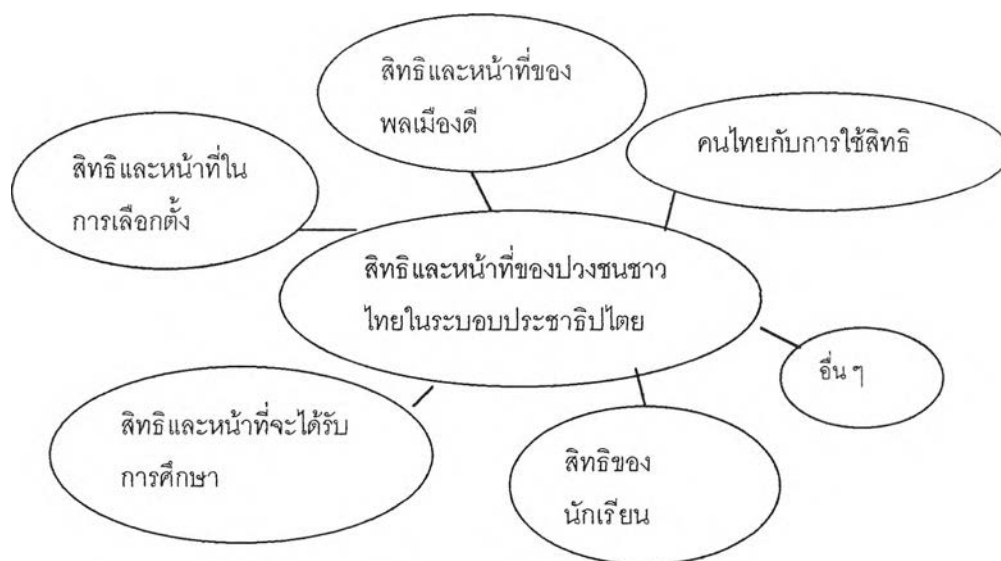 สิทธิและหน้าที่ของ
พลเมืองดี
คนไทยกับการใช้สิทธิ
สิทธิและหน้าที่ใน
การเลือกตั้ง
สิทธิและหน้าที่ของปวงชนชาว
ไทยในระบอบประชาธิปไตย
อื่น ๆ
สิทธิและหน้าที่จะได้รับ
การศึกษา
สิทธิของ
นักเรียน